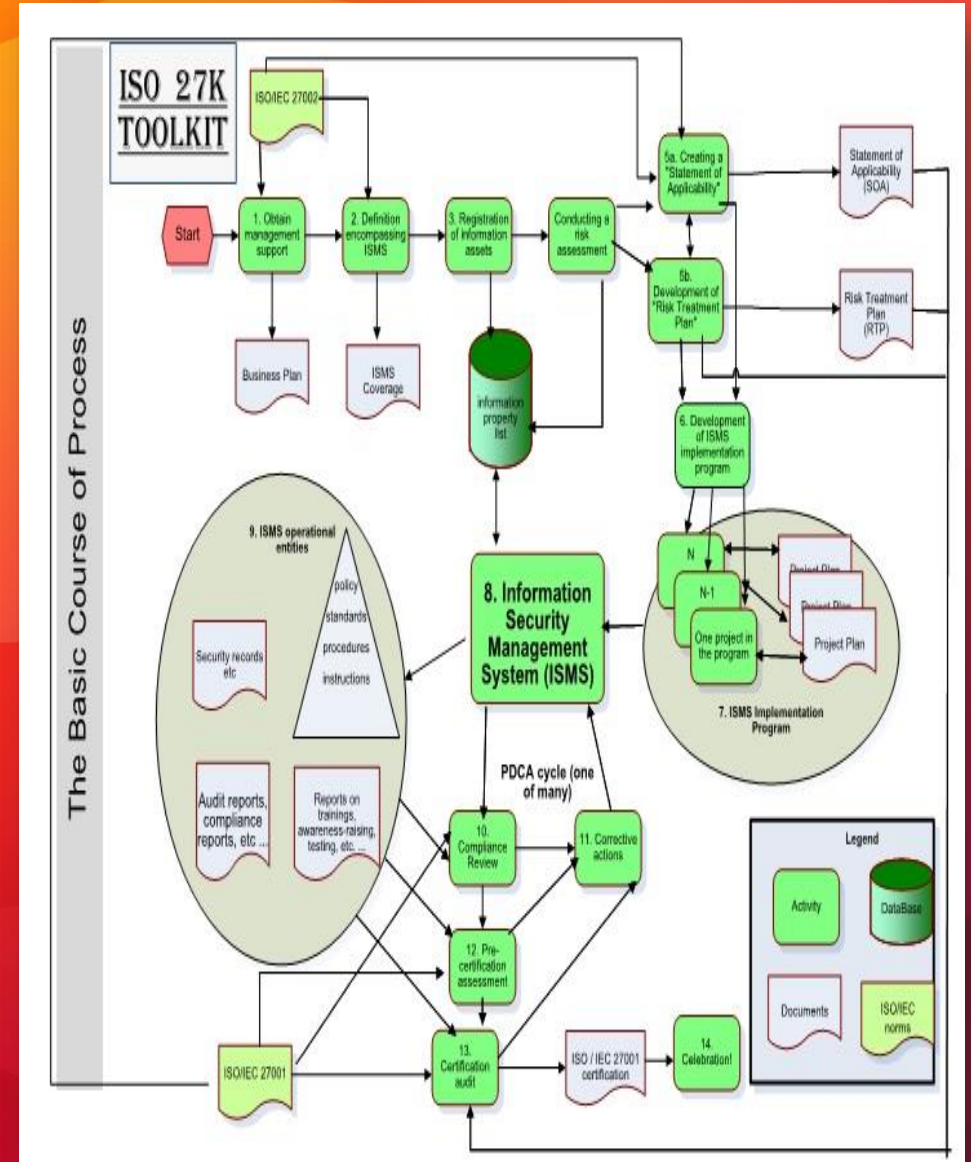 The Basic Course of Process
ISO 27K
TOOLKIT
ISO/IEC 27002
Start
1. Obtain
management
support
2. Definition
encompassing
ISMS
3. Registration
of information
assets
Conducting a
risk
assessment
5a. Creating a
"Statement of
Applicability"
Statement of
Applicability
(SOA)
5b.
Development of
"Risk Treatment
Plan"
Risk Treatment
Plan
(RTP)
Business Plan
ISMS
Coverage
information
property
list
6. Development
of ISMS
implementation
program
9. ISMS operational
entities
policy
standards
procedures
instructions
Security records
etc
Audit reports,
compliance
reports, etc ...
Reports on
trainings,
awareness-raising,
testing, etc. ...
8. Information
Security
Management
System (ISMS)
N
N-1
One project in
the program
Project Plan
Project Plan
Project Plan
7. ISMS Implementation
Program
PDCA cycle (one
of many)
10.
Compliance
Review
11. Corrective
actions
12. Pre-
certification
assessment
13.
Certification
audit
ISO/IEC 27001
ISO / IEC 27001
certification
14.
Celebration!
Legend
Activity
DataBase
Documents
ISO/IEC
norms